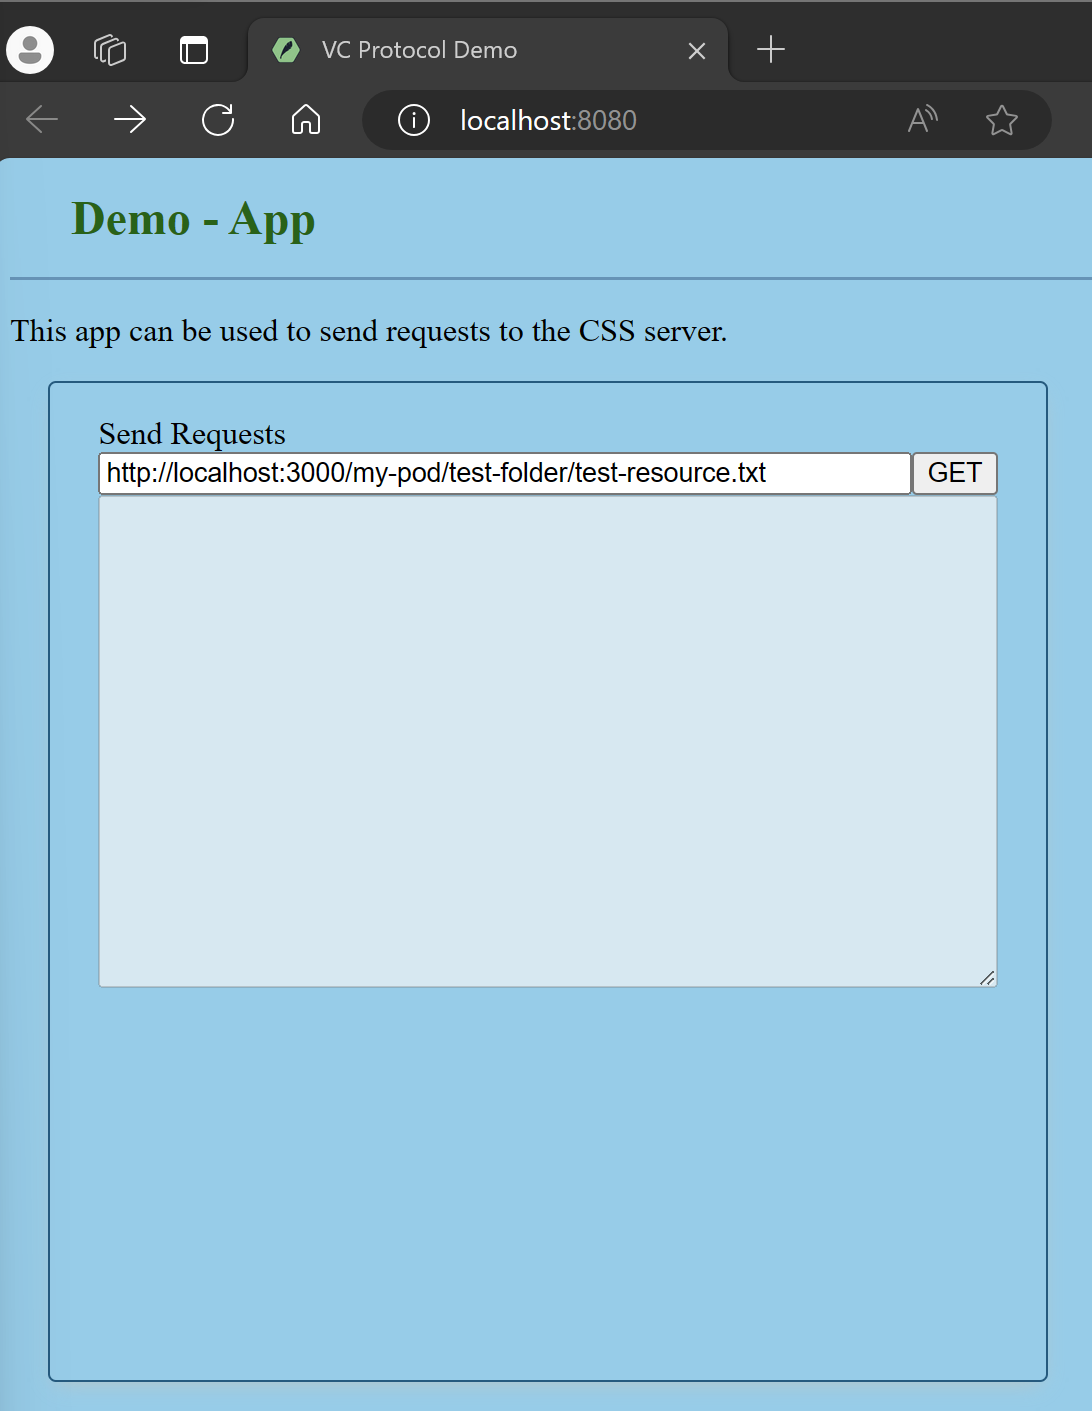 VC Protocol Demo
localhost:8080
Demo - App
This app can be used to send requests to the CSS server.
Send Requests
http://localhost:3000/my-pod/test-folder/test-resource.txt GET